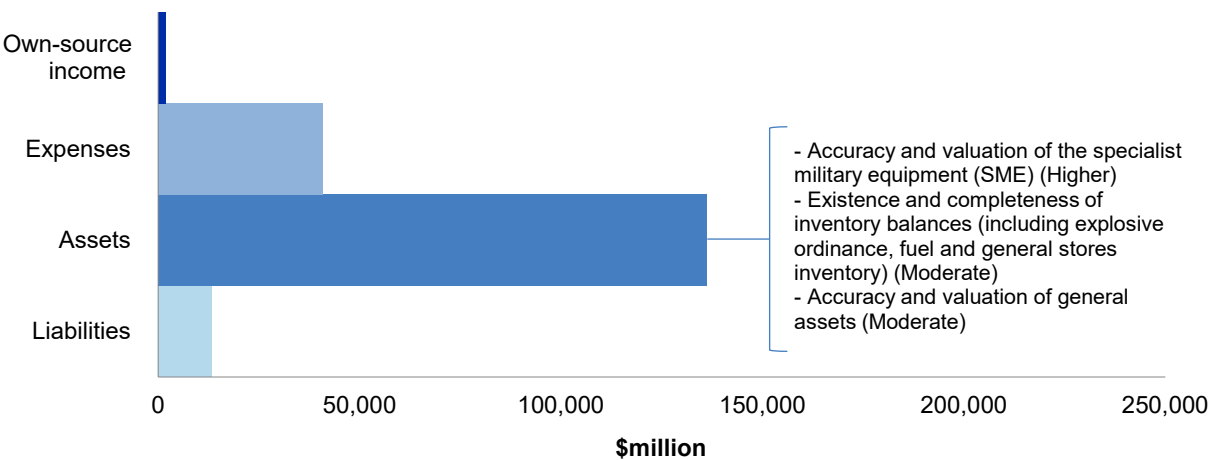 Own-source
income
Expenses
Assets
Liabilities
- Accuracy and valuation of the specialist
military equipment (SME) (Higher)
- Existence and completeness of
inventory balances (including explosive
ordinance, fuel and general stores
inventory) (Moderate)
- Accuracy and valuation of general
assets (Moderate)
0 50,000 100,000 150,000 200,000 250,000
$million